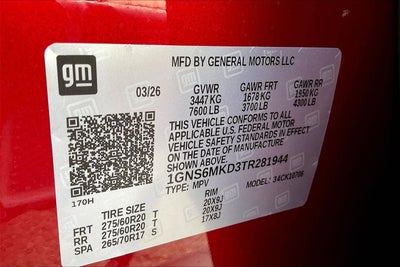 gm
MFD BY GENERAL MOTORS LLC
03/26
GVWR GAWR FRT GAWR RR
3447 KG 1678 KG 1950 KG
7600 LB 3700 LB 4300 LB
THIS VEHICLE CONFORMS TO ALL
APPLICABLE U.S. FEDERAL MOTOR
VEHICLE SAFETY STANDARDS IN EFFECT
ON THE DATE OF MANUFACTURE
SHOWN ABOVE.
1GNS6MKD3TR281944
TYPE: MPV MODEL: 34CK10706
170H
TIRE SIZE RIM
FRT 275/60R20 T 20X9J
RR 275/60R20 T 20X9J
SPA 265/70R17 S 17X8J